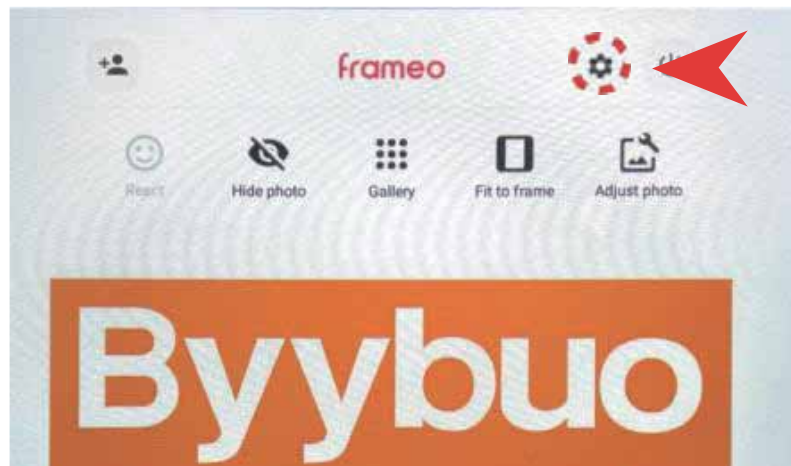 frameo
React
Hide photo
Gallery
Fit to frame
Adjust photo
Byybuo